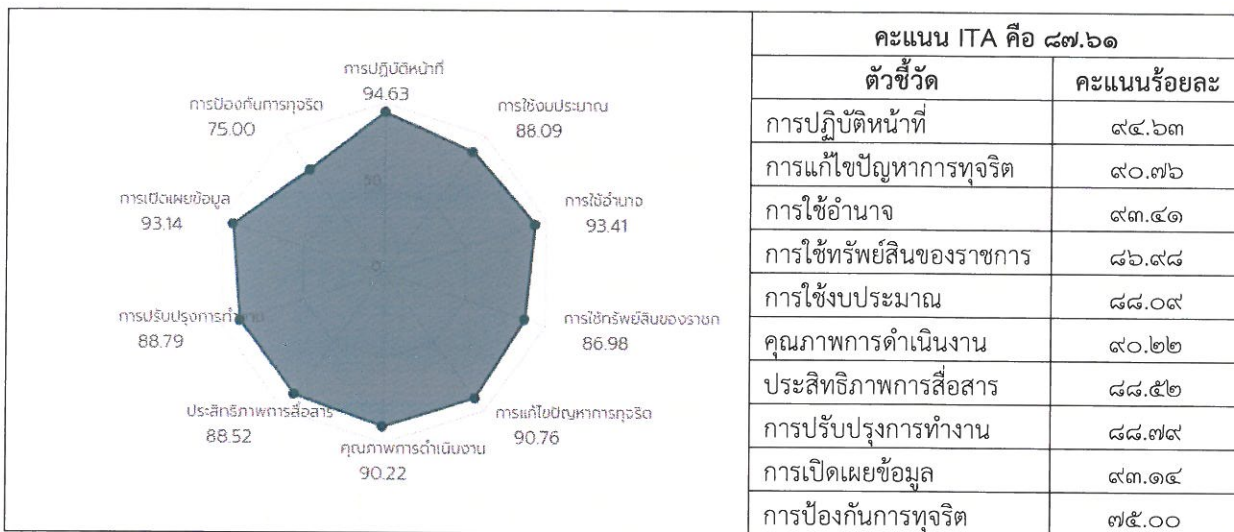 การปฏิบัติหน้าที่
94.63
การป้องกันการทุจริต
75.00
การใช้งบประมาณ
88.09
การเปิดเผยข้อมูล
93.14
การใช้อำนาจ
93.41
50
0
การปรับปรุงการทำงาน
88.79
การใช้ทรัพย์สินของราชก
86.98
ประสิทธิภาพการสื่อสาร
88.52
การแก้ไขปัญหาการทุจริต
90.76
คุณภาพการดำเนินงาน
90.22
คะแนน ITA คือ ๘๗.๖๑
ตัวชี้วัด คะแนนร้อยละ
การปฏิบัติหน้าที่ ๙๔.๖๓
การแก้ไขปัญหาการทุจริต ๙๐.๗๖
การใช้อำนาจ ๙๓.๔๑
การใช้ทรัพย์สินของราชการ ๘๖.๙๘
การใช้งบประมาณ ๘๘.๐๙
คุณภาพการดำเนินงาน ๙๐.๒๒
ประสิทธิภาพการสื่อสาร ๘๘.๕๒
การปรับปรุงการทำงาน ๘๘.๗๙
การเปิดเผยข้อมูล ๙๓.๑๔
การป้องกันการทุจริต ๗๕.๐๐